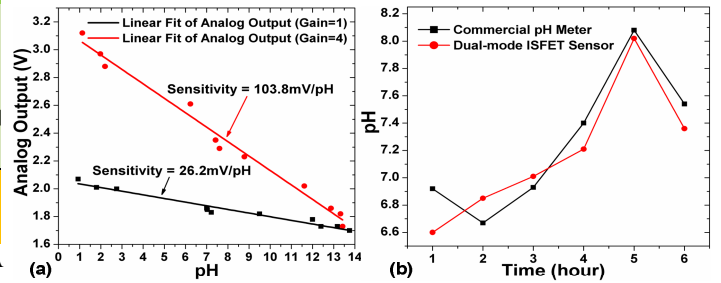 Linear Fit of Analog Output (Gain=1)
Linear Fit of Analog Output (Gain=4)
Sensitivity = 103.8mV/pH
Sensitivity = 26.2mV/pH
Analog Output (V)
3.2
3.0
2.8
2.6
2.4
2.2
2.0
1.8
1.6
0 1 2 3 4 5 6 7 8 9 10 11 12 13 14
pH
(a)
Commercial pH Meter
Dual-mode ISFET Sensor
pH
8.2
8.0
7.8
7.6
7.4
7.2
7.0
6.8
6.6
1 2 3 4 5 6
Time (hour)
(b)